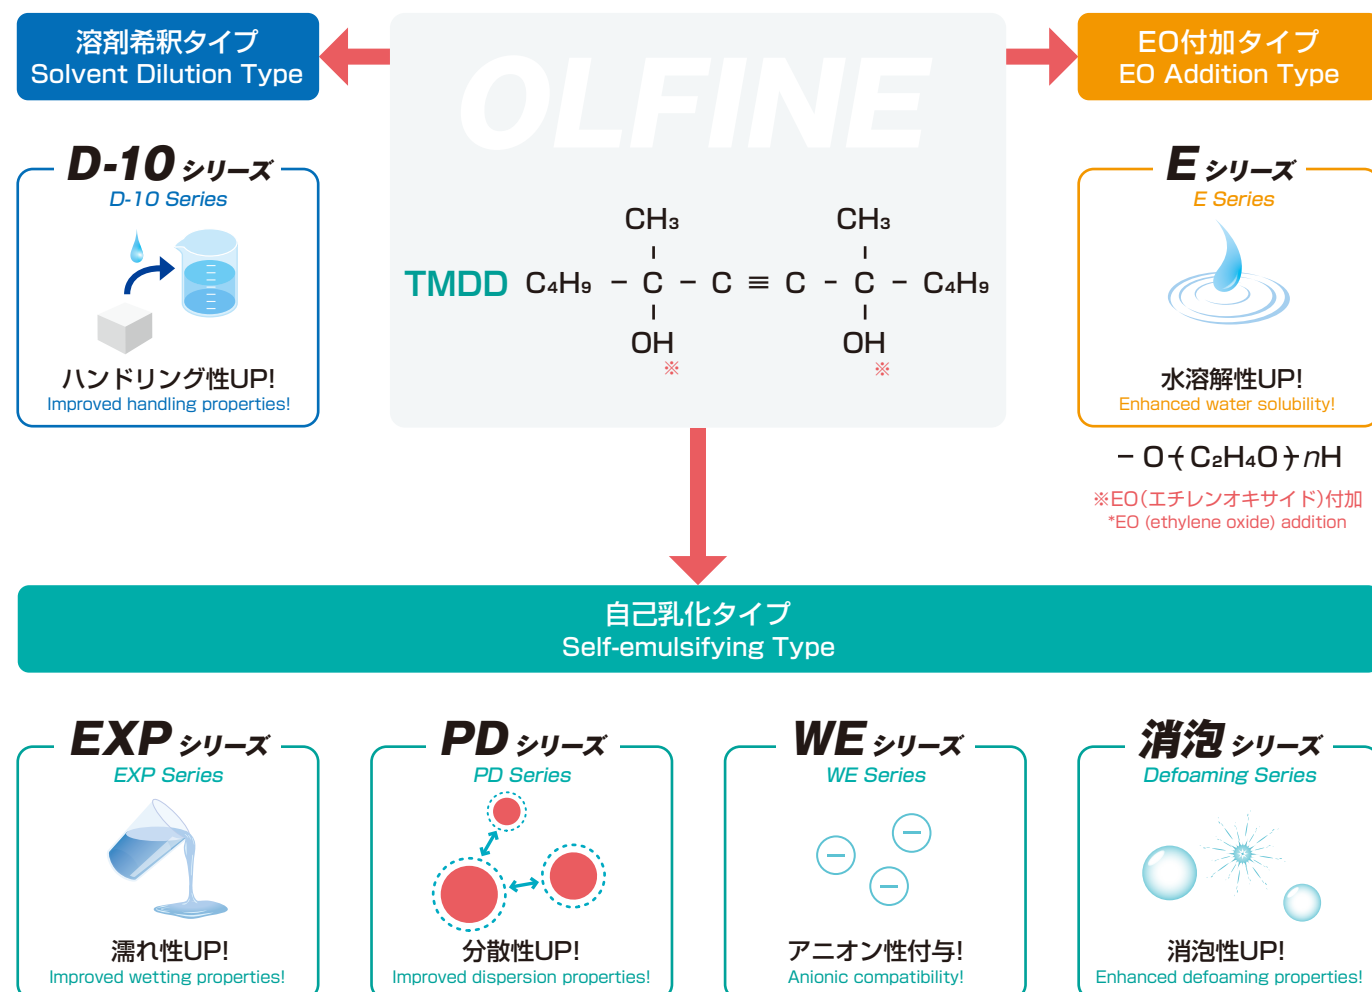 溶剤希釈タイプ
Solvent Dilution Type
OLFINE
EO付加タイプ
EO Addition Type
D-10 シリーズ
D-10 Series
ハンドリング性UP!
Improved handling properties!
CH₃ CH₃
TMDD C₄H₉ − C − C ≡ C − C − C₄H₉
OH OH
※ ※
E シリーズ
E Series
水溶解性UP!
Enhanced water solubility!
− O⟮C₂H₄O⟯nH
※EO(エチレンオキサイド)付加
*EO (ethylene oxide) addition
自己乳化タイプ
Self-emulsifying Type
EXP シリーズ
EXP Series
濡れ性UP!
Improved wetting properties!
PD シリーズ
PD Series
分散性UP!
Improved dispersion properties!
WE シリーズ
WE Series
アニオン性付与!
Anionic compatibility!
消泡 シリーズ
Defoaming Series
消泡性UP!
Enhanced defoaming properties!